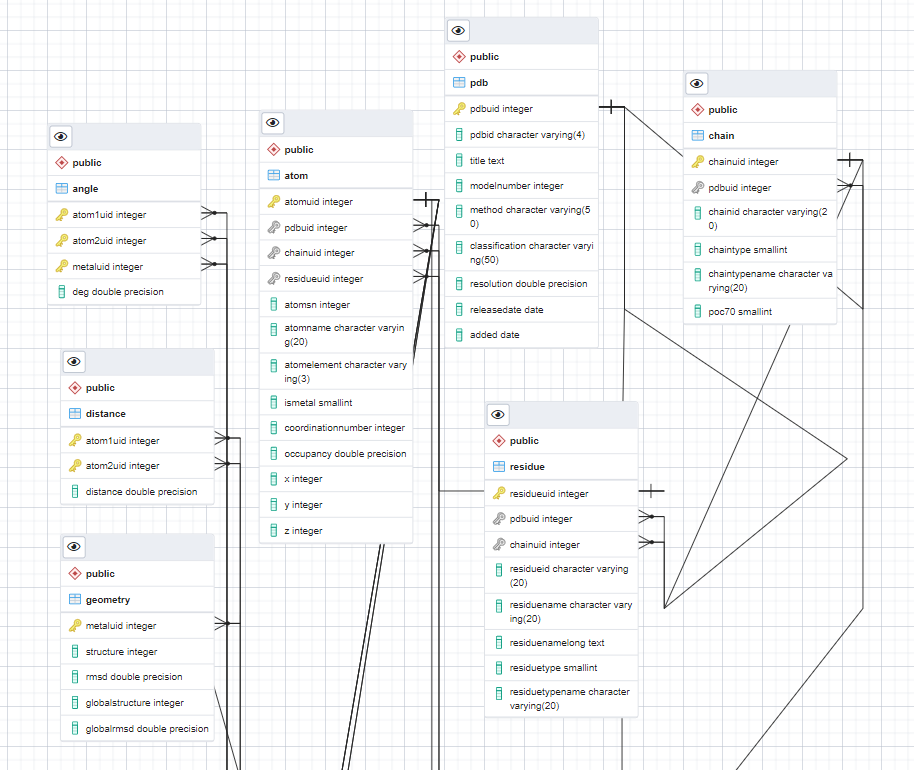 public
pdb
pdbuid integer
pdbid character varying(4)
title text
modelnumber integer
method character varying(5
0)
classification character varyi
ng(50)
resolution double precision
releasedate date
added date
public
chain
chainuid integer
pdbuid integer
chainid character varying(2
0)
chaintype smallint
chaintypename character va
rying(20)
poc70 smallint
public
atom
atomuid integer
pdbuid integer
chainuid integer
residueuid integer
atomsn integer
atomname character varyin
g(20)
atomelement character vary
ing(3)
ismetal smallint
coordinationnumber integer
occupancy double precision
x integer
y integer
z integer
public
angle
atom1uid integer
atom2uid integer
metaluid integer
deg double precision
public
distance
atom1uid integer
atom2uid integer
distance double precision
public
residue
residueuid integer
pdbuid integer
chainuid integer
residueid character varying
(20)
residuename character vary
ing(20)
residuenamelong text
residuetype smallint
residuetypename character
varying(20)
public
geometry
metaluid integer
structure integer
rmsd double precision
globalstructure integer
globalrmsd double precision